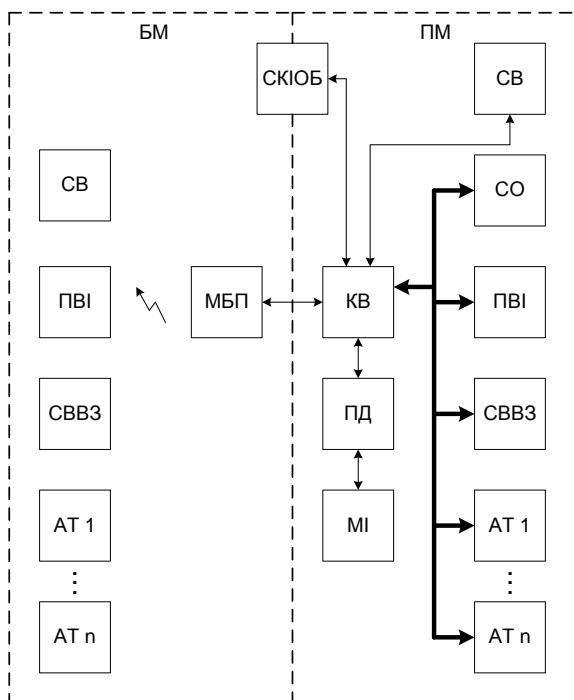 БМ
ПМ
СКІОБ
СВ
СВ
СО
ПВІ
МБП
КВ
ПВІ
СВВЗ
ПД
СВВЗ
АТ 1
МІ
АТ 1
АТ n
АТ n